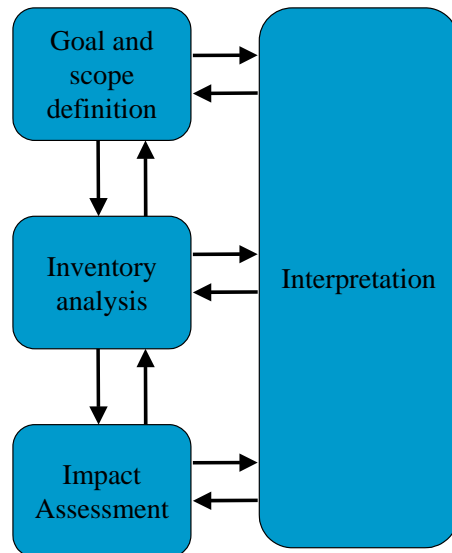 Goal and
scope
definition
Inventory
analysis
Interpretation
Impact
Assessment